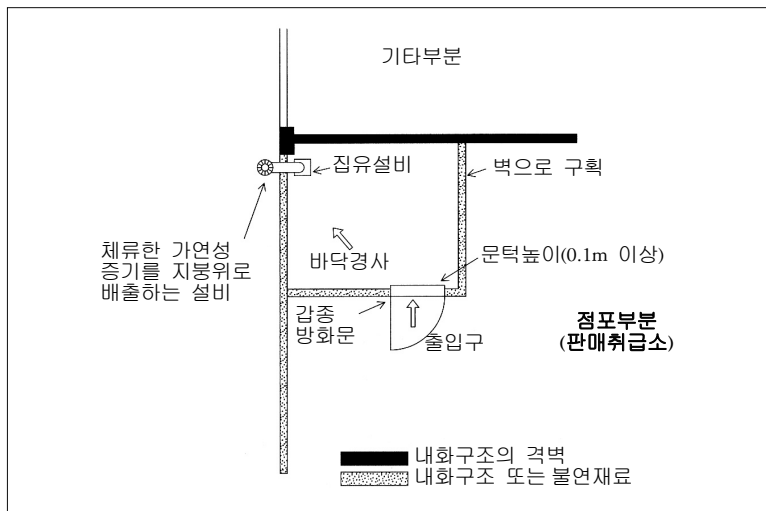 기타부분
집유설비
벽으로 구획
체류한 가연성
증기를 지붕위로
배출하는 설비
바닥경사
문턱높이(0.1m 이상)
갑종
방화문
출입구
점포부분
(판매취급소)
내화구조의 격벽
내화구조 또는 불연재료